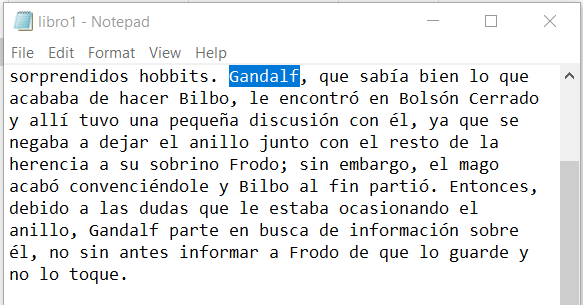 libro1 - Notepad
File Edit Format View Help
sorprendidos hobbits. Gandalf, que sabía bien lo que
acababa de hacer Bilbo, le encontró en Bolsón Cerrado
y allí tuvo una pequeña discusión con él, ya que se
negaba a dejar el anillo junto con el resto de la
herencia a su sobrino Frodo; sin embargo, el mago
acabó convenciéndole y Bilbo al fin partió. Entonces,
debido a las dudas que le estaba ocasionando el
anillo, Gandalf parte en busca de información sobre
él, no sin antes informar a Frodo de que lo guarde y
no lo toque.